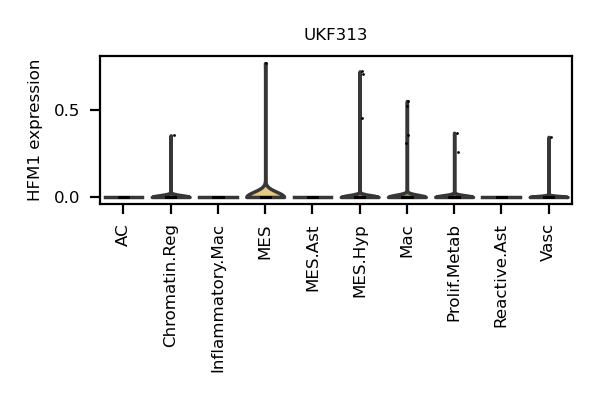 UKF313
HFM1 expression
0.5
0.0
AC
Chromatin.Reg
Inflammatory.Mac
MES
MES.Ast
MES.Hyp
Mac
Prolif.Metab
Reactive.Ast
Vasc